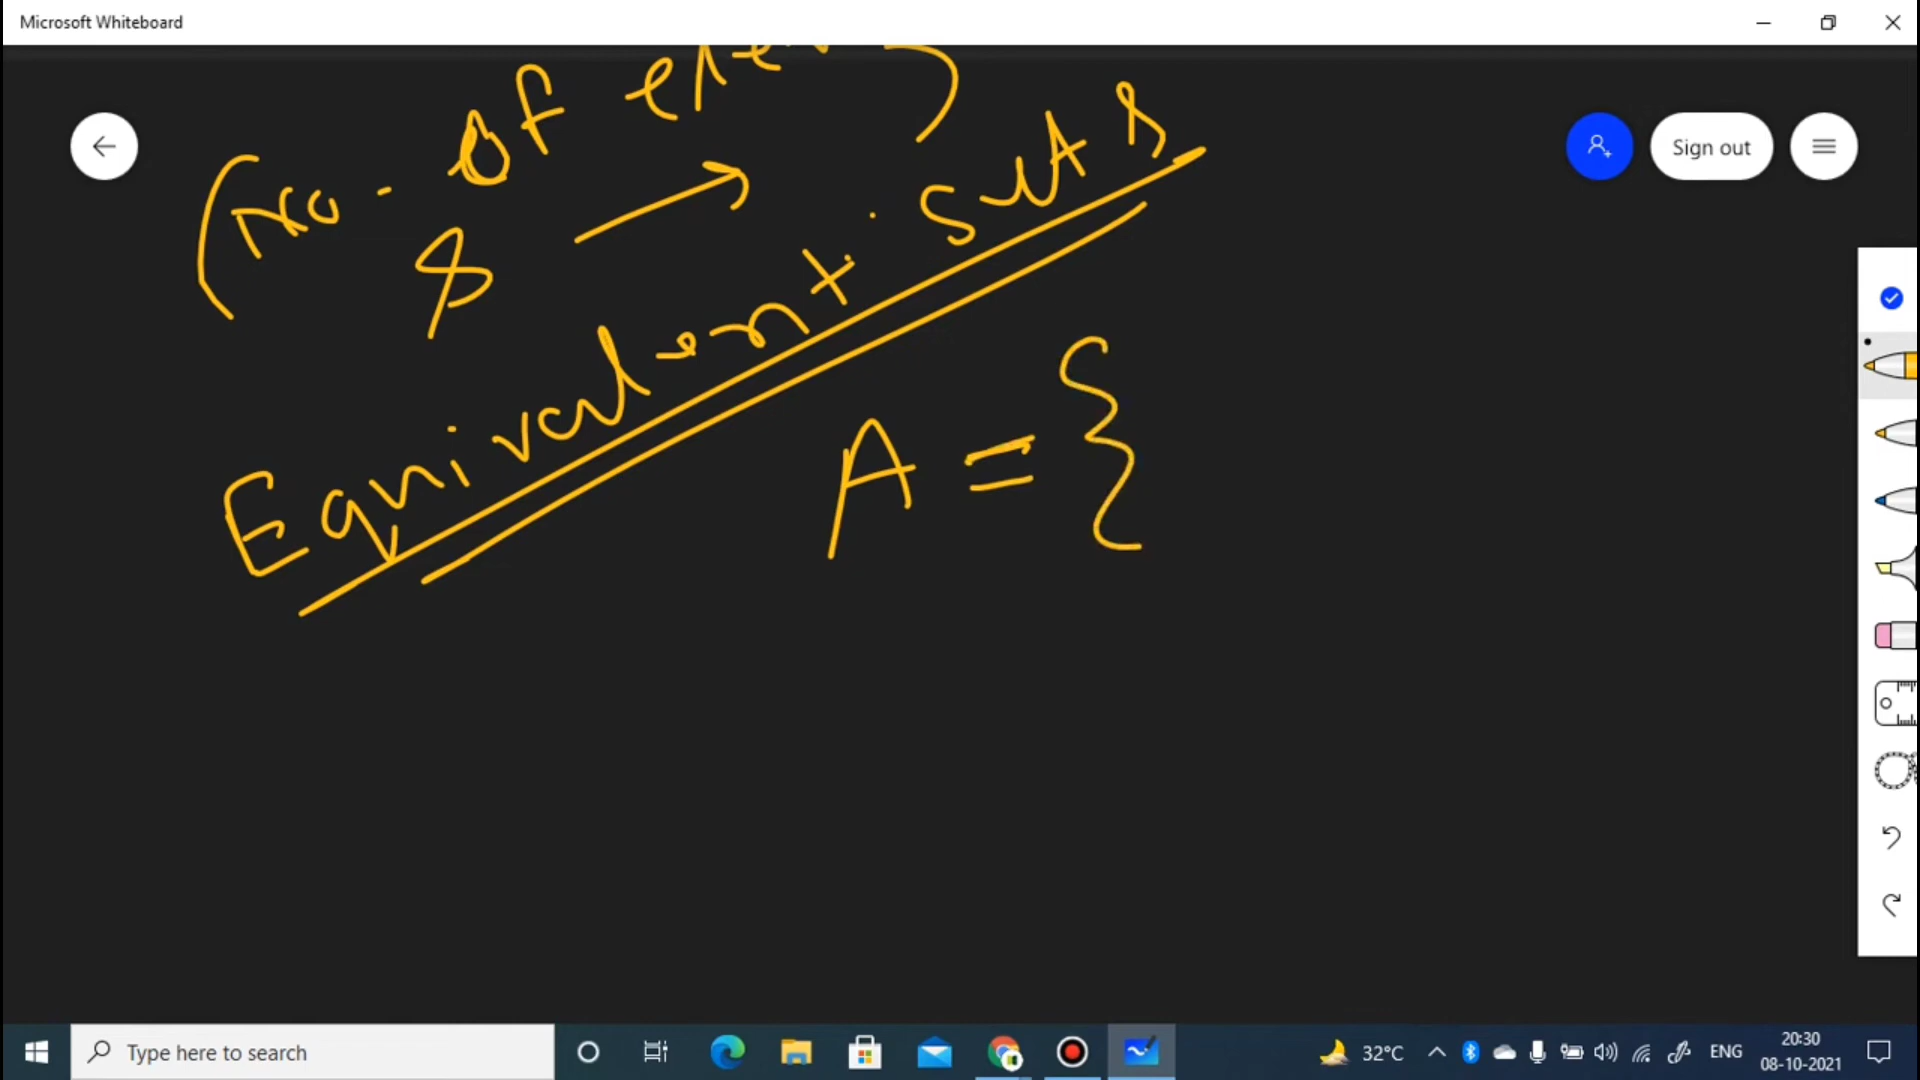 Microsoft Whiteboard
(No. of ele
8 →
Equivalent sets
A = {
Sign out
Type here to search
32°C
ENG
20:30
08-10-2021